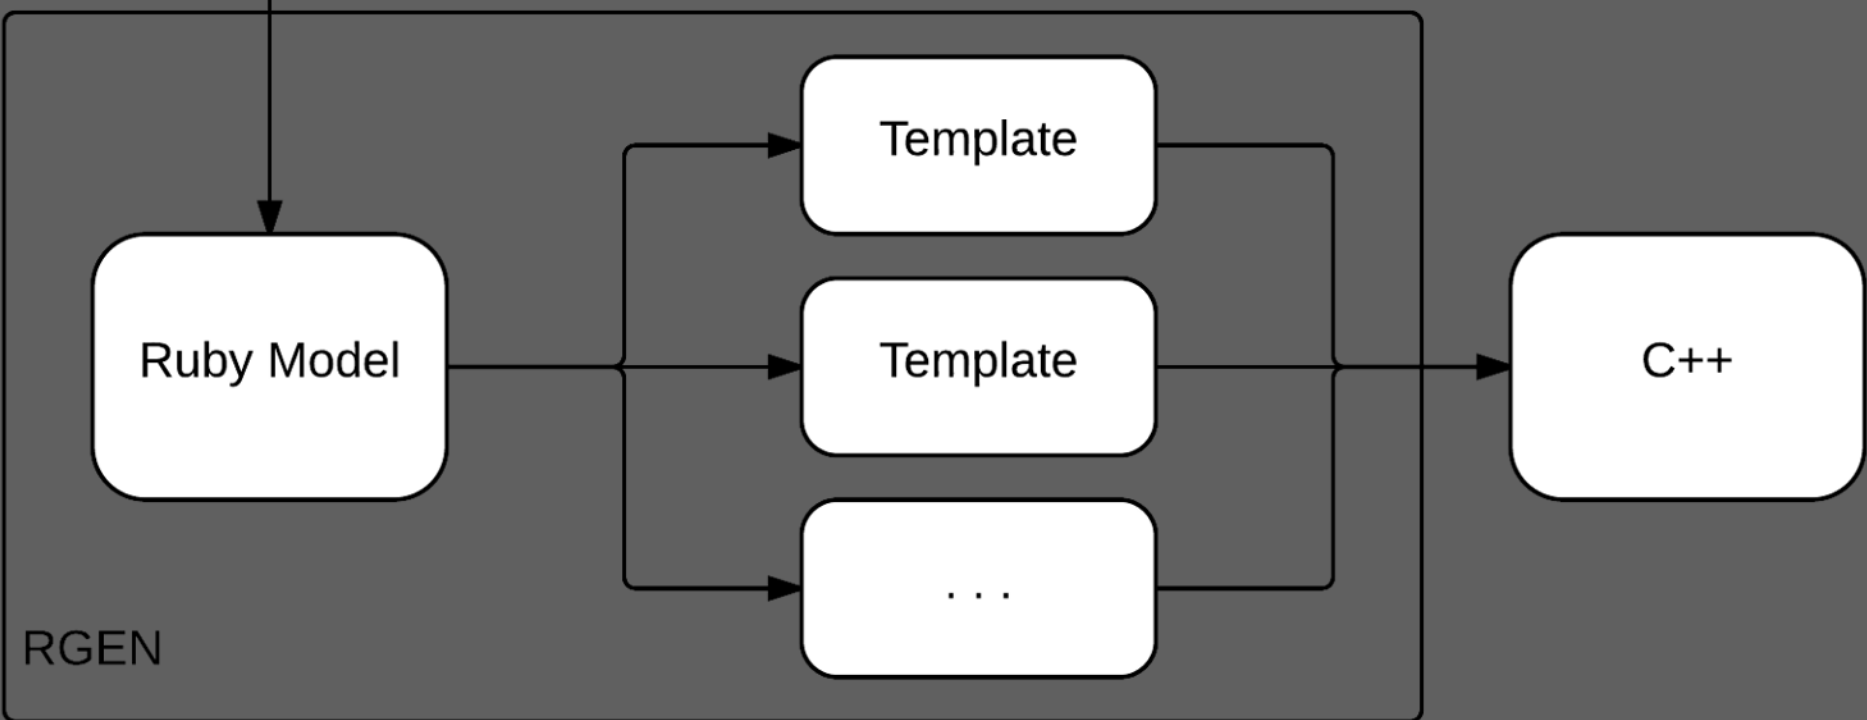 Template
Ruby Model
Template
C++
. . .
RGEN